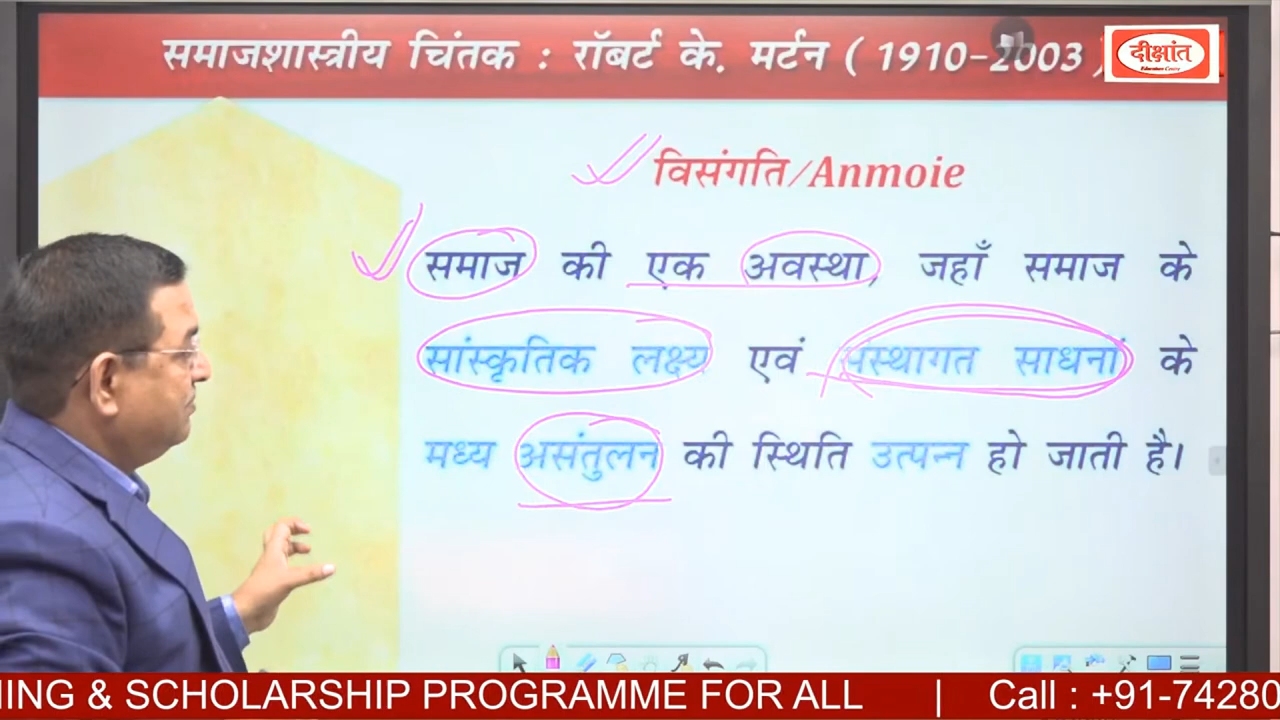 समाजशास्त्रीय चिंतक : रॉबर्ट के. मर्टन ( 1910-2003 )
दीक्षांत
विसंगति/Anmoie
समाज की एक अवस्था, जहाँ समाज के
सांस्कृतिक लक्ष्य एवं संस्थागत साधनों के
मध्य असंतुलन की स्थिति उत्पन्न हो जाती है।
NING & SCHOLARSHIP PROGRAMME FOR ALL | Call : +91-74280